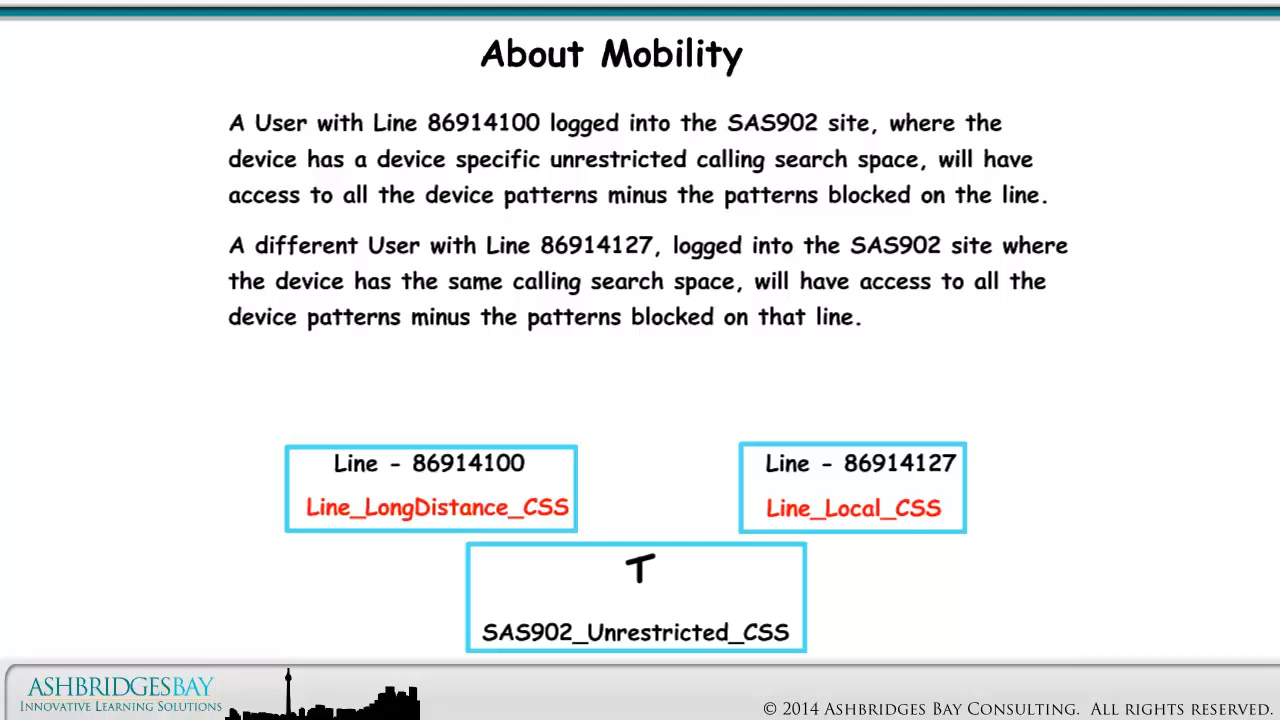 About Mobility
A User with Line 86914100 logged into the SAS902 site, where the
device has a device specific unrestricted calling search space, will have
access to all the device patterns minus the patterns blocked on the line.
A different User with Line 86914127, logged into the SAS902 site where
the device has the same calling search space, will have access to all the
device patterns minus the patterns blocked on that line.
Line - 86914100
Line_LongDistance_CSS
Line - 86914127
Line_Local_CSS
T
SAS902_Unrestricted_CSS
ASHBRIDGESBAY
INNOVATIVE LEARNING SOLUTIONS
© 2014 ASHBRIDGES BAY CONSULTING. ALL RIGHTS RESERVED.